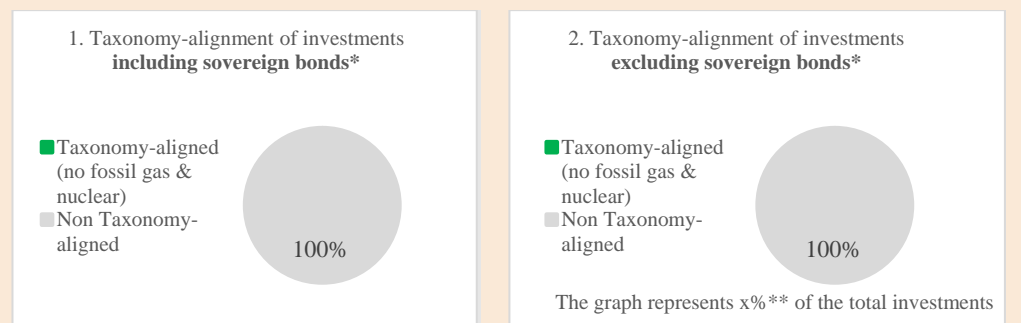 1. Taxonomy-alignment of investments
including sovereign bonds*
Taxonomy-aligned
(no fossil gas &
nuclear)
Non Taxonomy-
aligned
100%
2. Taxonomy-alignment of investments
excluding sovereign bonds*
Taxonomy-aligned
(no fossil gas &
nuclear)
Non Taxonomy-
aligned
100%
The graph represents x%** of the total investments